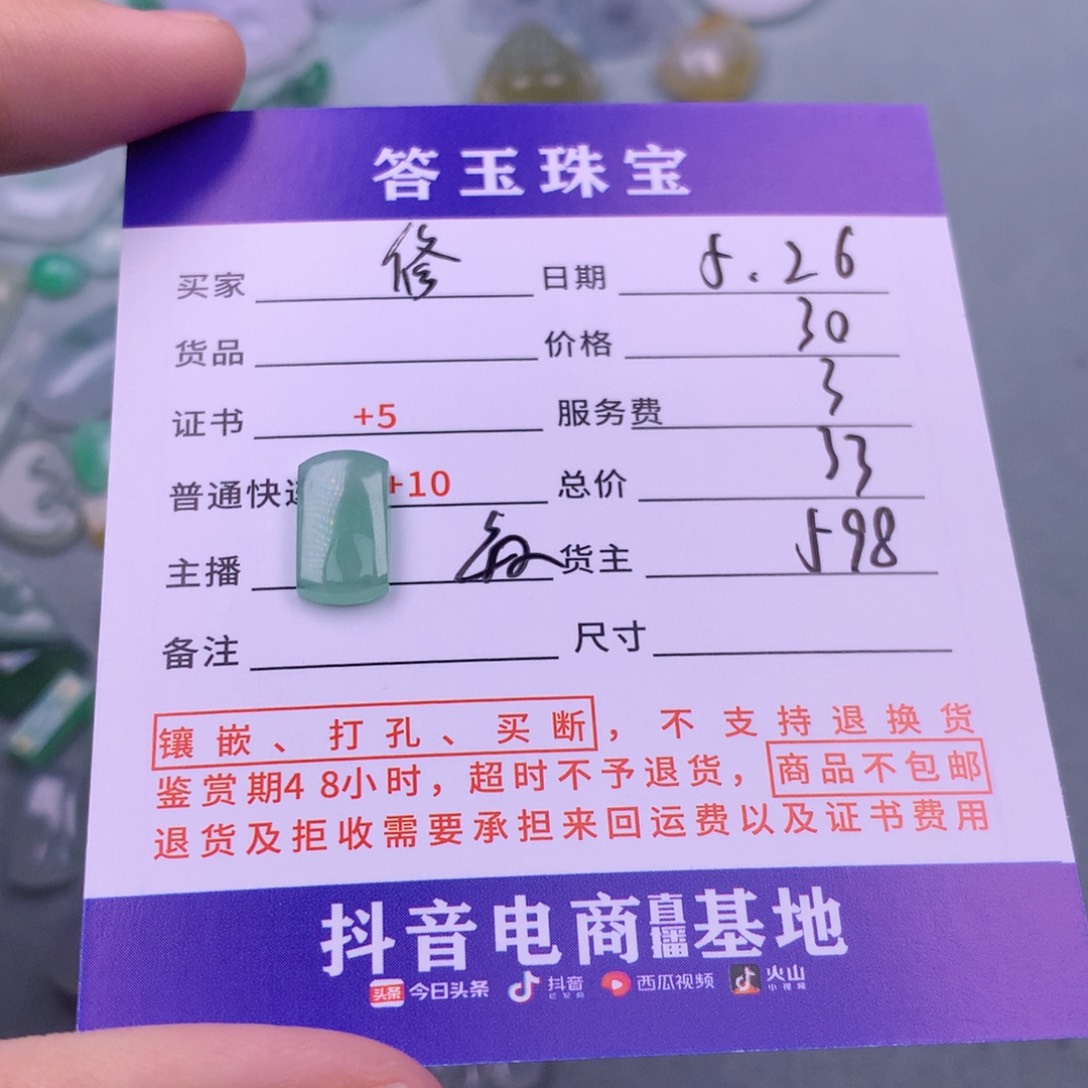 答玉珠宝
买家 修 日期 5.26
货品 价格 30
证书 +5 服务费 3
普通快 +10 总价 33
主播 货主 598
备注 尺寸
镶嵌、打孔、买断，不支持退换货
鉴赏期48小时，超时不予退货，商品不包邮
退货及拒收需要承担来回运费以及证书费用
抖音电商直播基地
头条 今日头条 抖音 西瓜视频 火山